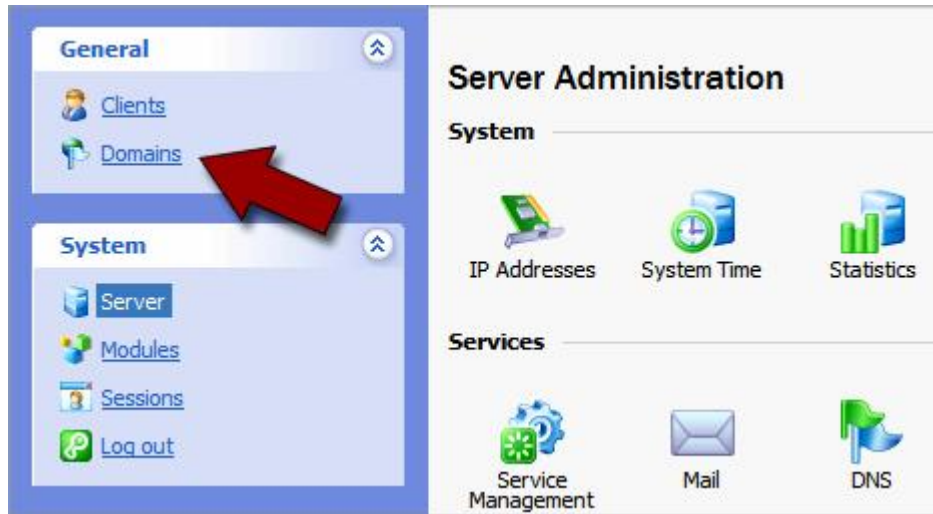 General
Clients
Domains
System
Server
Modules
Sessions
Log out
Server Administration
System
IP Addresses
System Time
Statistics
Services
Service
Management
Mail
DNS